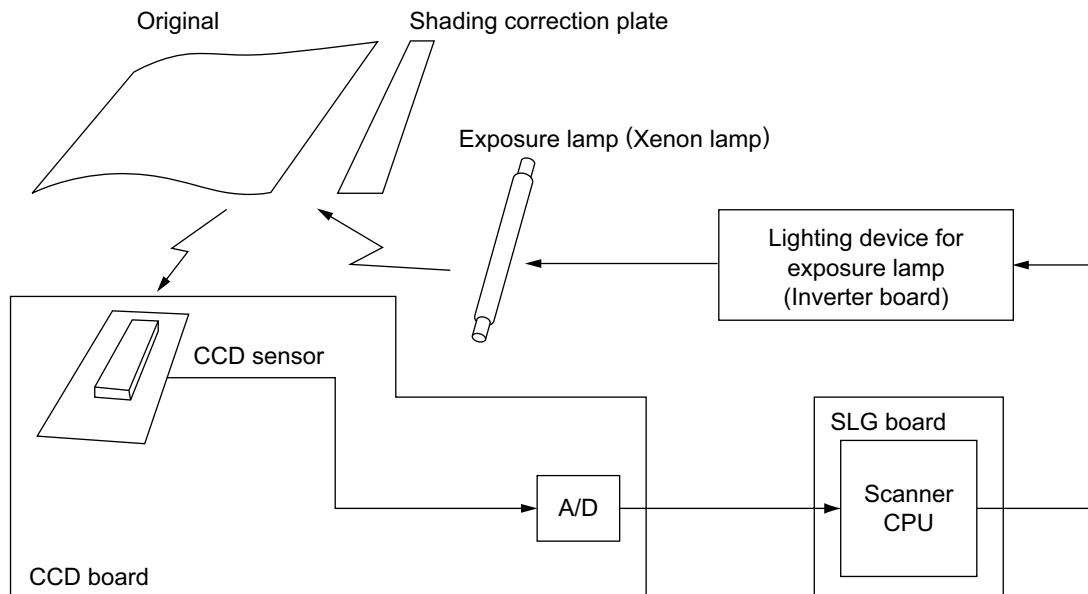 Original
Shading correction plate
Exposure lamp (Xenon lamp)
Lighting device for
exposure lamp
(Inverter board)
CCD sensor
SLG board
Scanner
CPU
A/D
CCD board